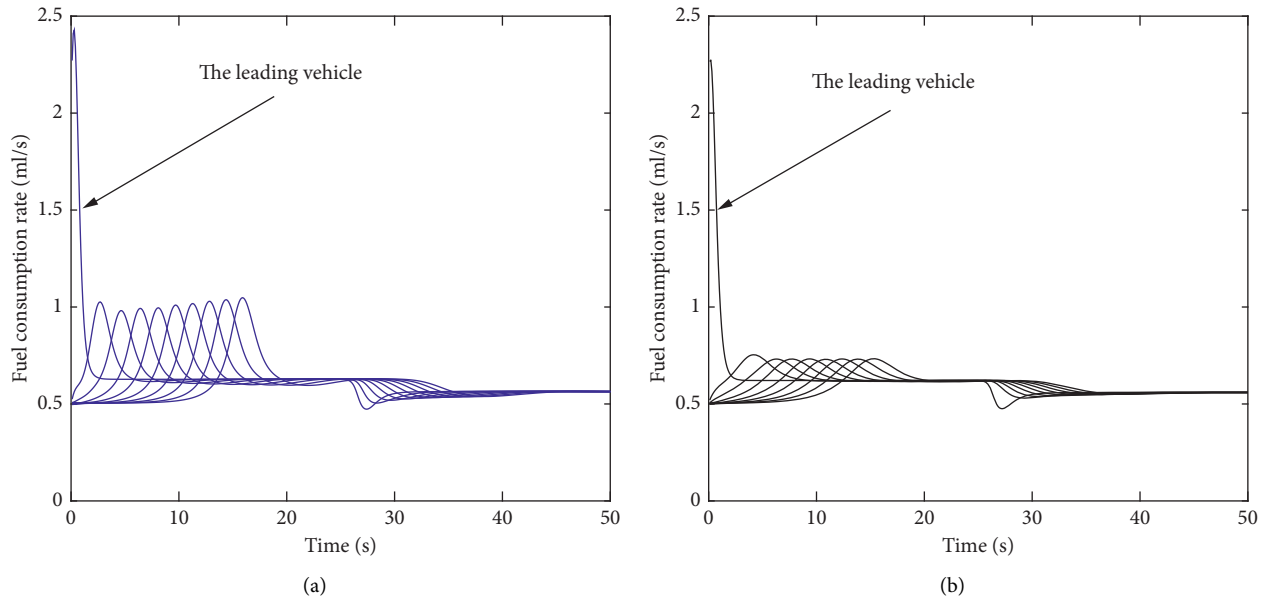 2.5
2
1.5
1
0.5
0
Fuel consumption rate (ml/s)
The leading vehicle
0 10 20 30 40 50
Time (s)
(a)
2.5
2
1.5
1
0.5
0
Fuel consumption rate (ml/s)
The leading vehicle
0 10 20 30 40 50
Time (s)
(b)